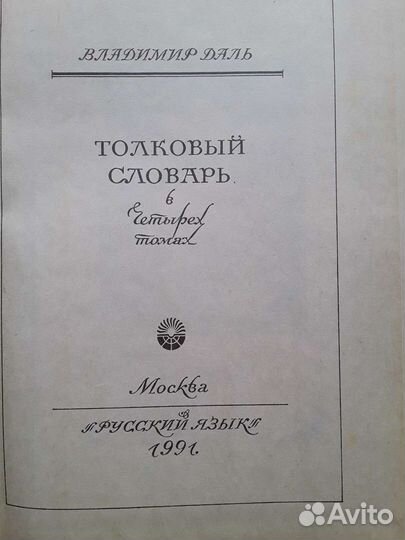 ВЛАДИМИР ДАЛЬ
ТОЛКОВЫЙ
СЛОВАРЬ
в
Четырех
томах
Москва
«РУССКИЙ ЯЗЫК»
1991
Avito